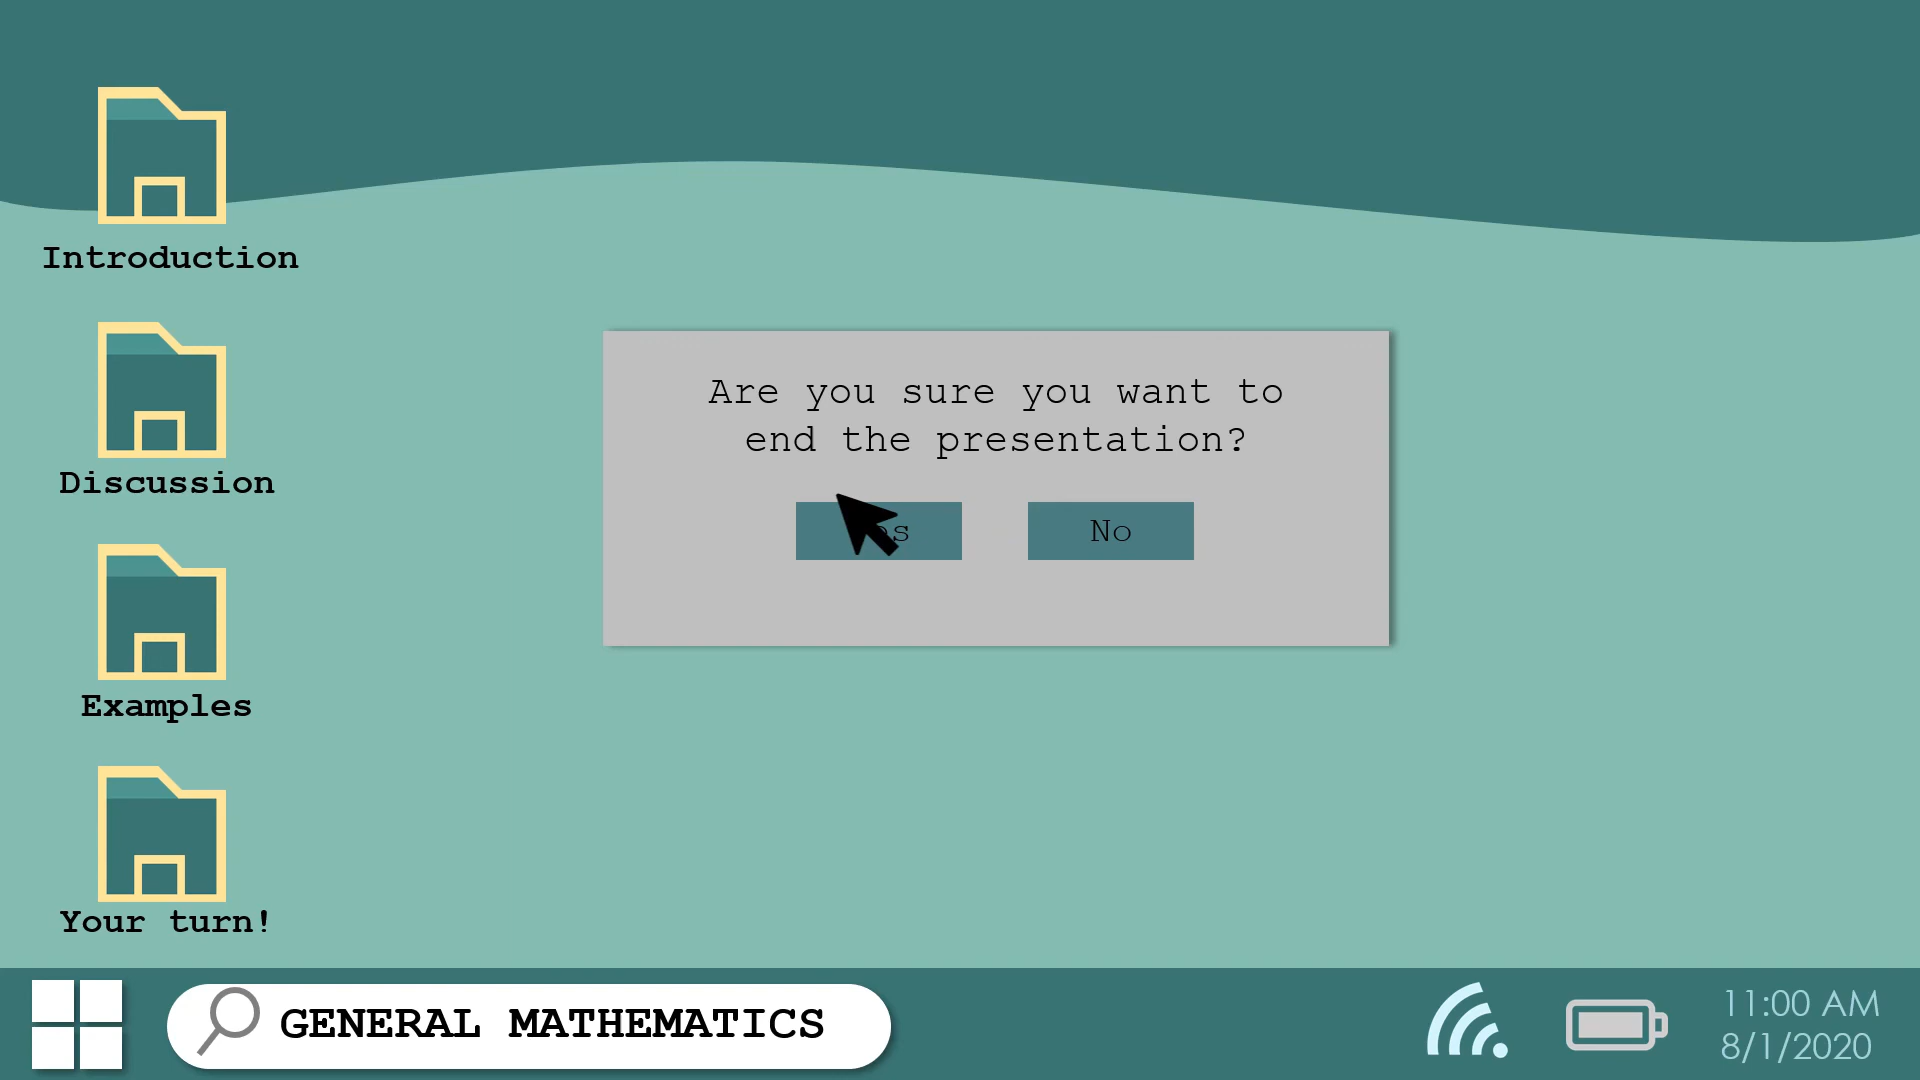 Introduction
Discussion
Examples
Your turn!
Are you sure you want to
end the presentation?
No
GENERAL MATHEMATICS
11:00 AM
8/1/2020